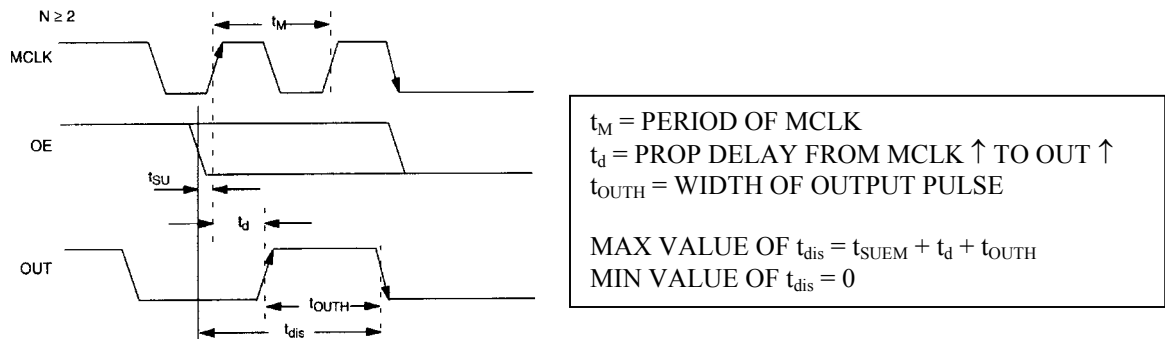 N ≥ 2
tM
MCLK
OE
tSU
td
OUT
tOUTH
tdis
tM = PERIOD OF MCLK
td = PROP DELAY FROM MCLK ↑ TO OUT ↑
tOUTH = WIDTH OF OUTPUT PULSE
MAX VALUE OF tdis = tSUEM + td + tOUTH
MIN VALUE OF tdis = 0